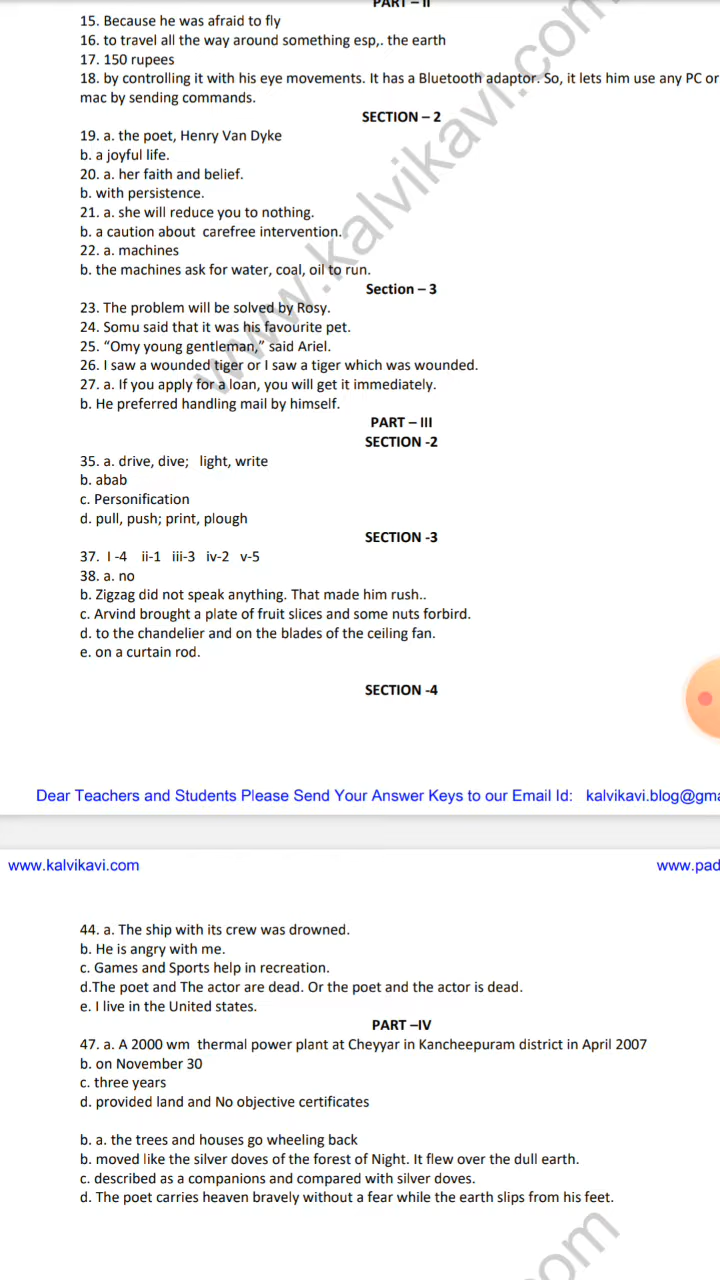 PART – II
15. Because he was afraid to fly
16. to travel all the way around something esp,. the earth
17. 150 rupees
18. by controlling it with his eye movements. It has a Bluetooth adaptor. So, it lets him use any PC or
mac by sending commands.
SECTION – 2
19. a. the poet, Henry Van Dyke
b. a joyful life.
20. a. her faith and belief.
b. with persistence.
21. a. she will reduce you to nothing.
b. a caution about carefree intervention.
22. a. machines
b. the machines ask for water, coal, oil to run.
Section – 3
23. The problem will be solved by Rosy.
24. Somu said that it was his favourite pet.
25. “Omy young gentleman,” said Ariel.
26. I saw a wounded tiger or I saw a tiger which was wounded.
27. a. If you apply for a loan, you will get it immediately.
b. He preferred handling mail by himself.
PART – III
SECTION -2
35. a. drive, dive; light, write
b. abab
c. Personification
d. pull, push; print, plough
SECTION -3
37. I -4 ii-1 iii-3 iv-2 v-5
38. a. no
b. Zigzag did not speak anything. That made him rush..
c. Arvind brought a plate of fruit slices and some nuts forbird.
d. to the chandelier and on the blades of the ceiling fan.
e. on a curtain rod.
SECTION -4
www.kalvikavi.com
Dear Teachers and Students Please Send Your Answer Keys to our Email Id: kalvikavi.blog@gma
www.kalvikavi.com www.pad
44. a. The ship with its crew was drowned.
b. He is angry with me.
c. Games and Sports help in recreation.
d.The poet and The actor are dead. Or the poet and the actor is dead.
e. I live in the United states.
PART –IV
47. a. A 2000 wm thermal power plant at Cheyyar in Kancheepuram district in April 2007
b. on November 30
c. three years
d. provided land and No objective certificates
b. a. the trees and houses go wheeling back
b. moved like the silver doves of the forest of Night. It flew over the dull earth.
c. described as a companions and compared with silver doves.
d. The poet carries heaven bravely without a fear while the earth slips from his feet.
com